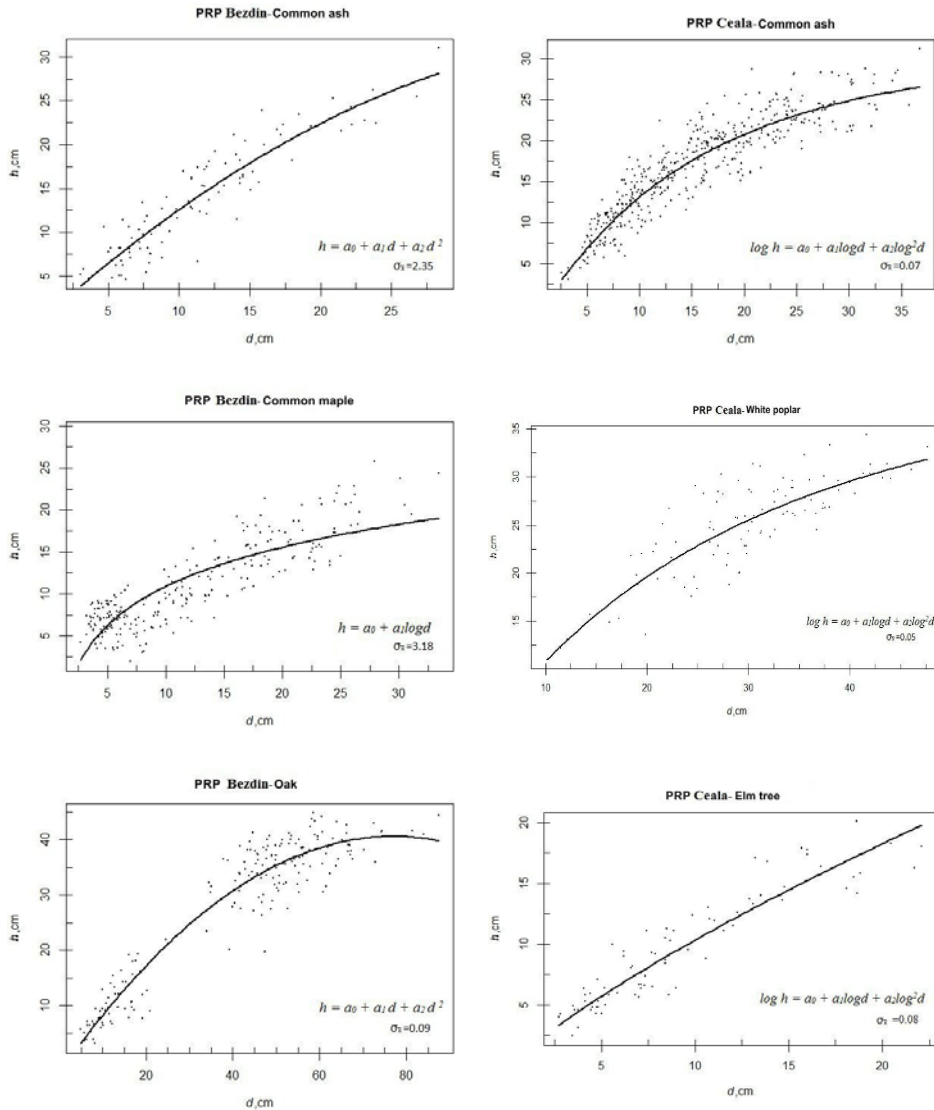 PRP Bezdin-Common ash
h,cm
30
25
20
15
10
5
h = a₀ + a₁d + a₂d²
σx̄=2.35
5 10 15 20 25
d,cm
PRP Ceala-Common ash
h,cm
30
25
20
15
10
5
log h = a₀ + a₁logd + a₂log²d
σx̄=0.07
5 10 15 20 25 30 35
d,cm
PRP Bezdin-Common maple
h,cm
30
25
20
15
10
5
h = a₀ + a₁logd
σx̄=3.18
5 10 15 20 25 30
d,cm
PRP Ceala-White poplar
h,cm
35
30
25
20
15
log h = a₀ + a₁logd + a₂log²d
σx̄=0.05
10 20 30 40
d,cm
PRP Bezdin-Oak
h,cm
40
30
20
10
h = a₀ + a₁d + a₂d²
σx̄=0.09
20 40 60 80
d,cm
PRP Ceala- Elm tree
h,cm
20
15
10
5
log h = a₀ + a₁logd + a₂log²d
σx̄=0.08
5 10 15 20
d,cm